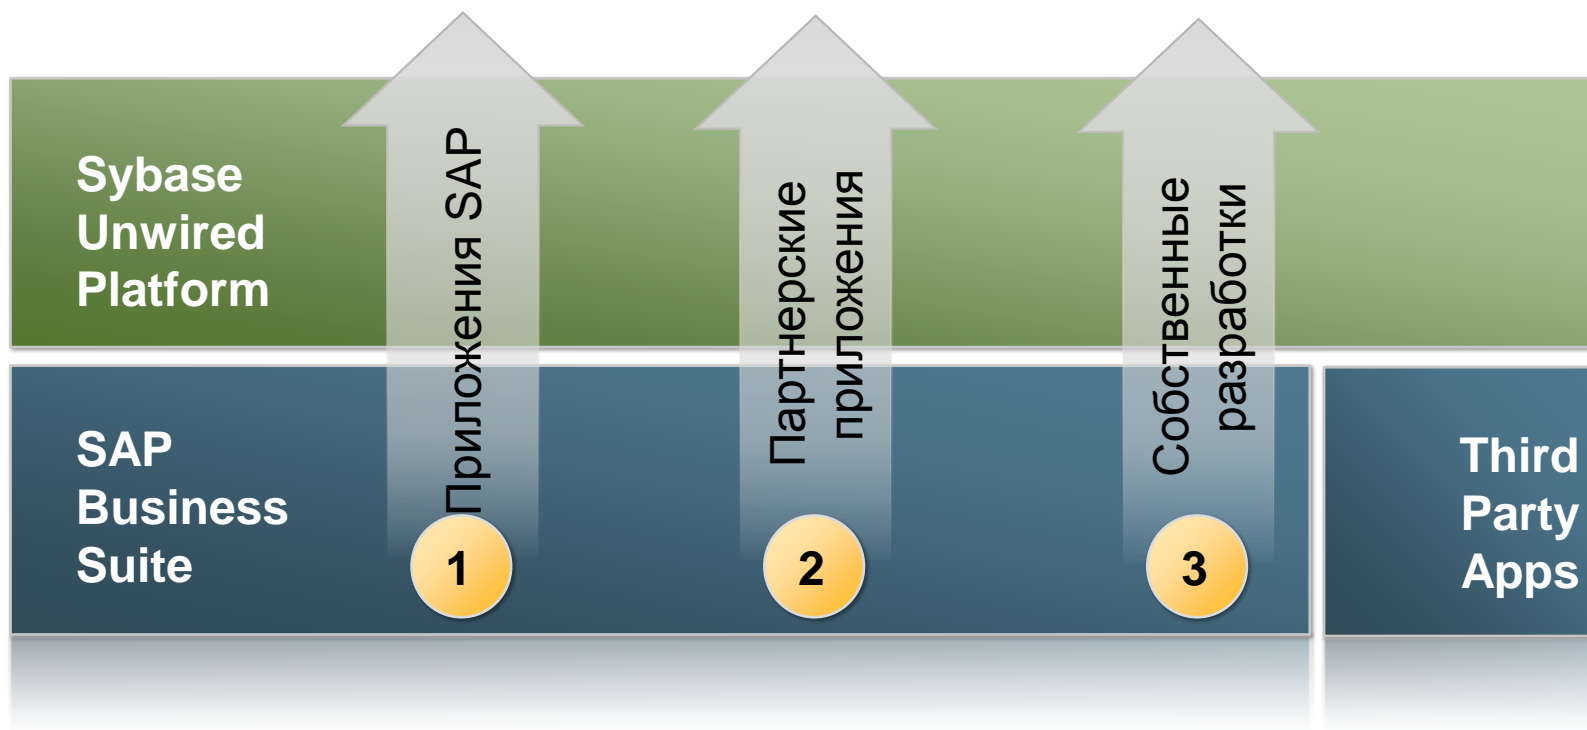 Sybase
Unwired
Platform
Приложения SAP
Партнерские
приложения
Собственные
разработки
SAP
Business
Suite
1
2
3
Third
Party
Apps